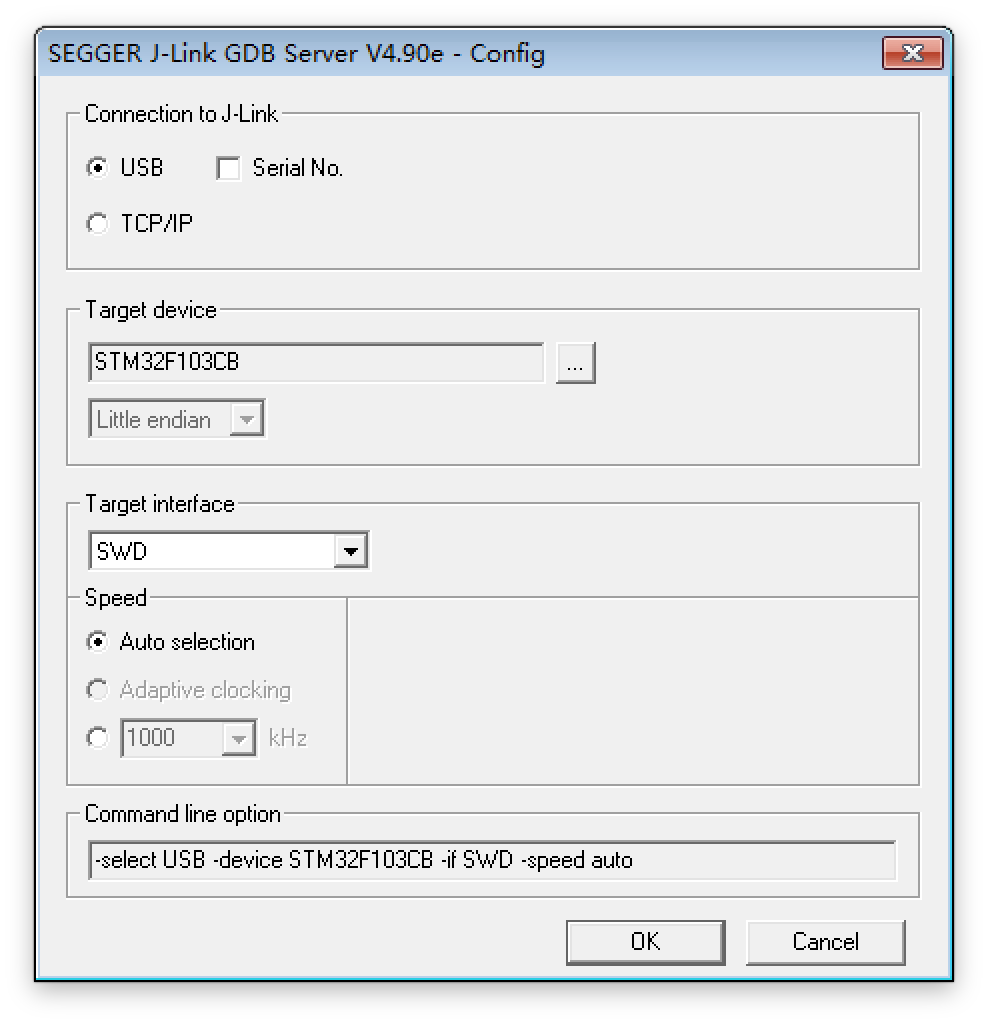 SEGGER J-Link GDB Server V4.90e - Config
Connection to J-Link
USB Serial No.
TCP/IP
Target device
STM32F103CB ...
Little endian
Target interface
SWD
Speed
Auto selection
Adaptive clocking
1000 kHz
Command line option
-select USB -device STM32F103CB -if SWD -speed auto
OK Cancel